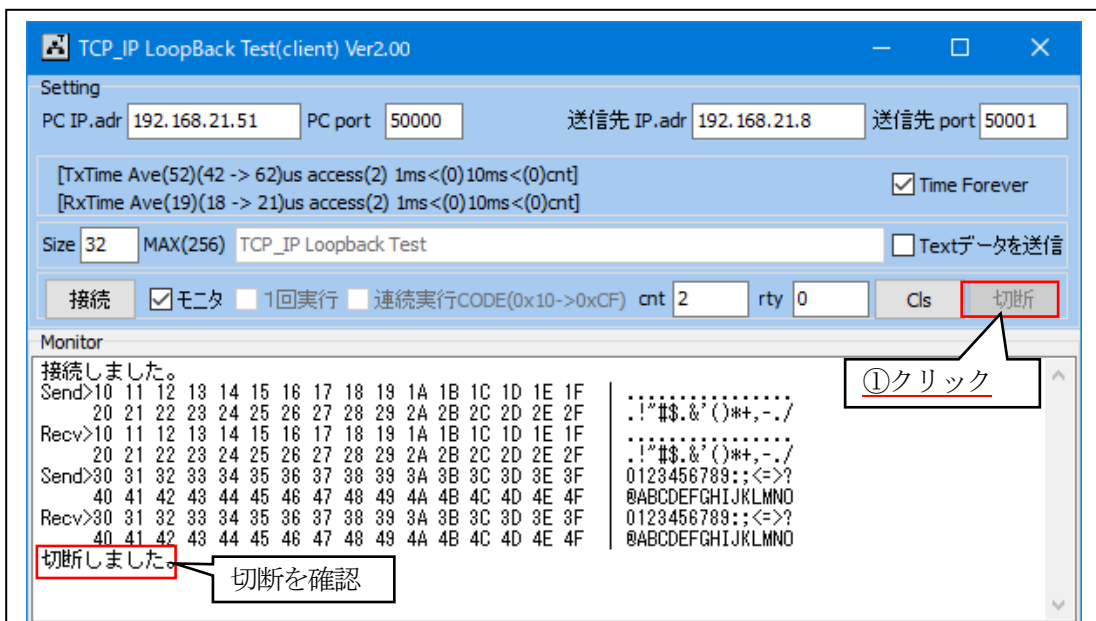 TCP_IP LoopBack Test(client) Ver2.00
Setting
PC IP.adr 192.168.21.51 PC port 50000 送信先 IP.adr 192.168.21.8 送信先 port 50001
[TxTime Ave(52)(42 -> 62)us access(2) 1ms<(0)10ms<(0)cnt]
[RxTime Ave(19)(18 -> 21)us access(2) 1ms<(0)10ms<(0)cnt]
Time Forever
Size 32 MAX(256) TCP_IP Loopback Test Textデータを送信
接続 モニタ 1回実行 連続実行CODE(0x10->0xCF) cnt 2 rty 0 Cls 切断
Monitor
①クリック
接続しました。
Send>10 11 12 13 14 15 16 17 18 19 1A 1B 1C 1D 1E 1F | ................
20 21 22 23 24 25 26 27 28 29 2A 2B 2C 2D 2E 2F | .!"#$.&'()*+,-./
Recv>10 11 12 13 14 15 16 17 18 19 1A 1B 1C 1D 1E 1F | ................
20 21 22 23 24 25 26 27 28 29 2A 2B 2C 2D 2E 2F | .!"#$.&'()*+,-./
Send>30 31 32 33 34 35 36 37 38 39 3A 3B 3C 3D 3E 3F | 0123456789:;<=>?
40 41 42 43 44 45 46 47 48 49 4A 4B 4C 4D 4E 4F | @ABCDEFGHIJKLMNO
Recv>30 31 32 33 34 35 36 37 38 39 3A 3B 3C 3D 3E 3F | 0123456789:;<=>?
40 41 42 43 44 45 46 47 48 49 4A 4B 4C 4D 4E 4F | @ABCDEFGHIJKLMNO
切断しました。
切断を確認